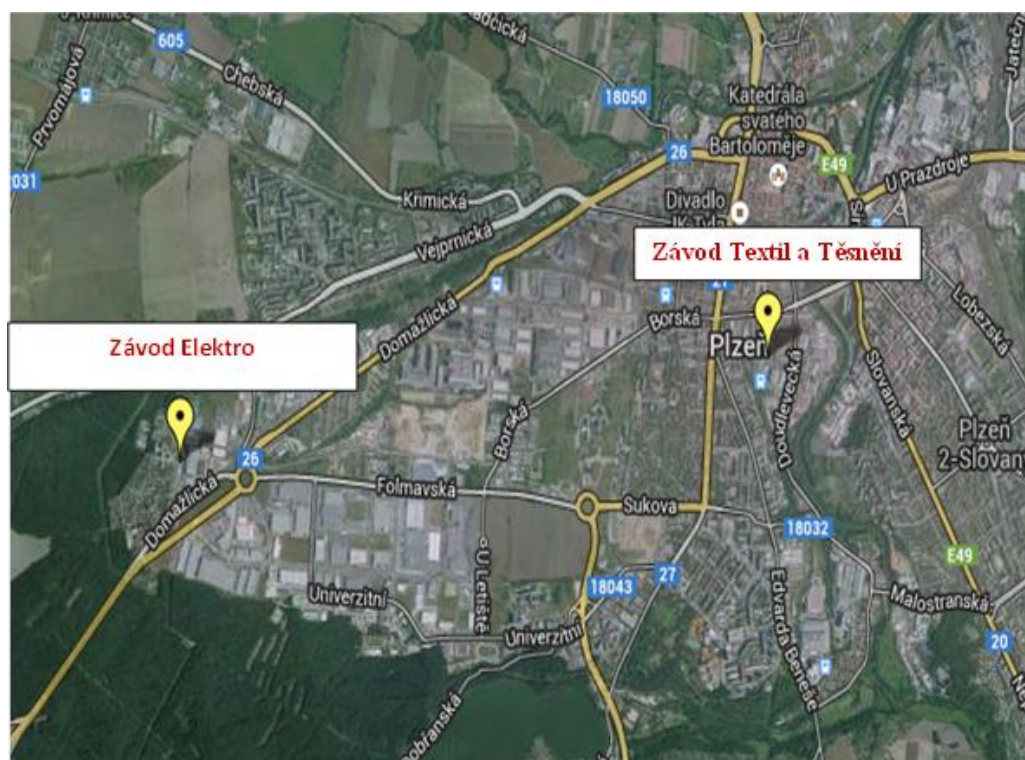 605
Chebská
Prvomajová
18050
Katedrála
svatého
Bartoloměje
26
E49
U Prazdroje
Křimická
Divadlo
Vejprnická
Závod Textil a Těsnění
Domažlická
Borská
Plzeň
Lobezská
Závod Elektro
Slovanská
Doudlevecká
Plzeň
2-Slovany
Borská
26
Folmavská
Sukova
Domažlická
18032
E49
U Letiště
18043
27
Univerzitní
Edvarda Beneše
Malostranská
Univerzitní
20